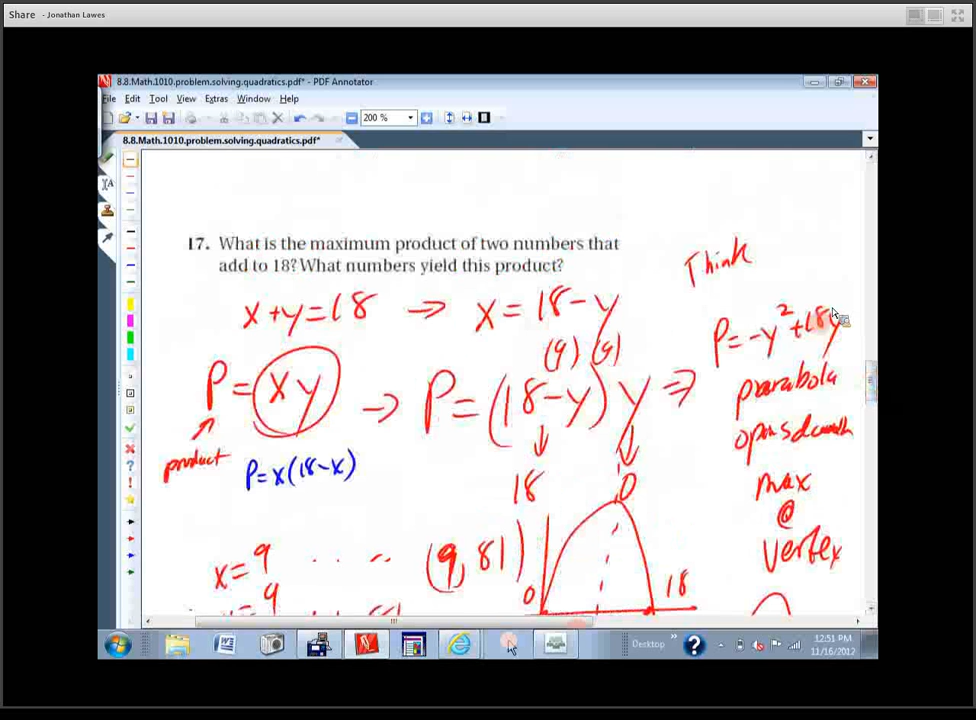 Share - Jonathan Lawes
8.8.Math.1010.problem.solving.quadratics.pdf* - PDF Annotator
File Edit Tool View Extras Window Help
200 %
8.8.Math.1010.problem.solving.quadratics.pdf*
17. What is the maximum product of two numbers that
add to 18? What numbers yield this product?
Think
x+y=18 → x=18-y
P=-y²+18y
(9) (9)
P=xy → P=(18-y)y ⇒
parabola
product
opens down
P=x(18-x)
18 0
max
@
vertex
x=9 .... .. (9,81)
0 18
Desktop
12:51 PM
11/16/2012